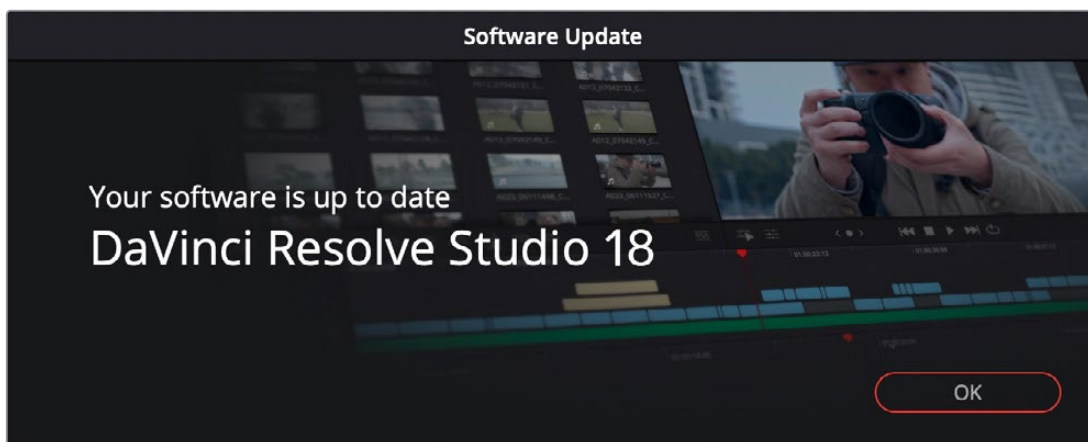 Software Update
Your software is up to date
DaVinci Resolve Studio 18
OK